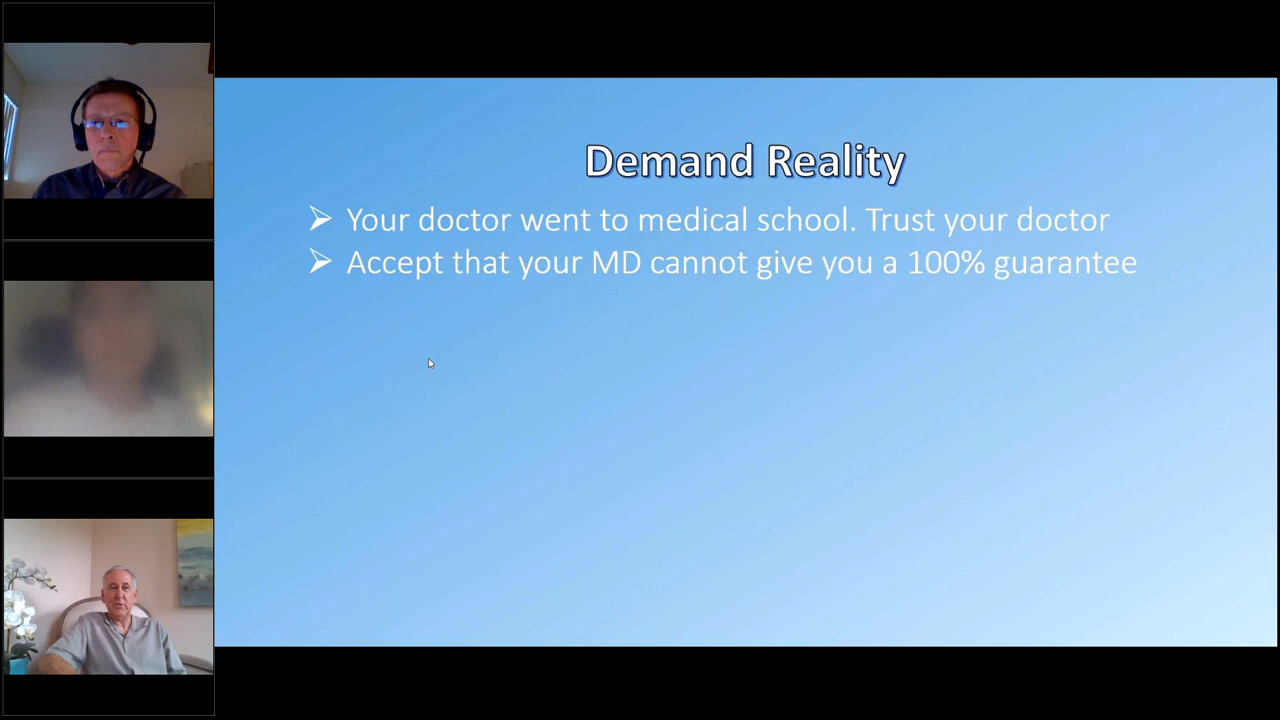 Demand Reality
Your doctor went to medical school. Trust your doctor
Accept that your MD cannot give you a 100% guarantee